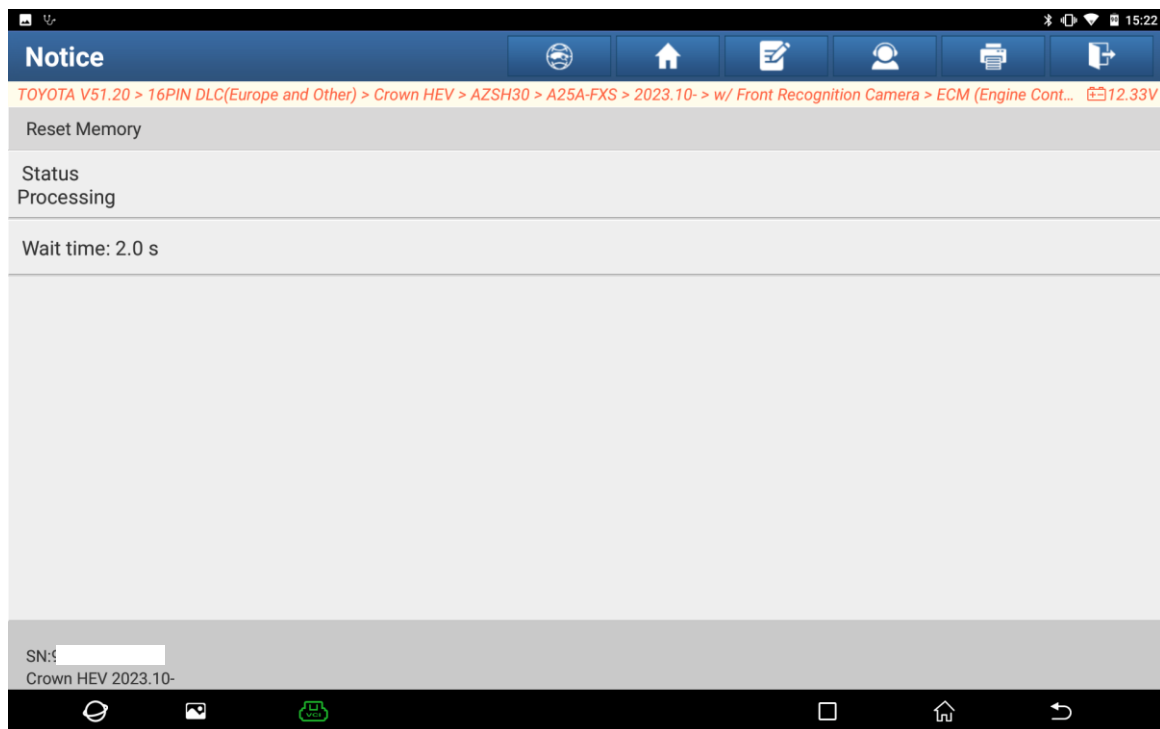 15:22
Notice
TOYOTA V51.20 > 16PIN DLC(Europe and Other) > Crown HEV > AZSH30 > A25A-FXS > 2023.10- > w/ Front Recognition Camera > ECM (Engine Cont... 12.33V
Reset Memory
Status
Processing
Wait time: 2.0 s
SN:9
Crown HEV 2023.10-
VCI